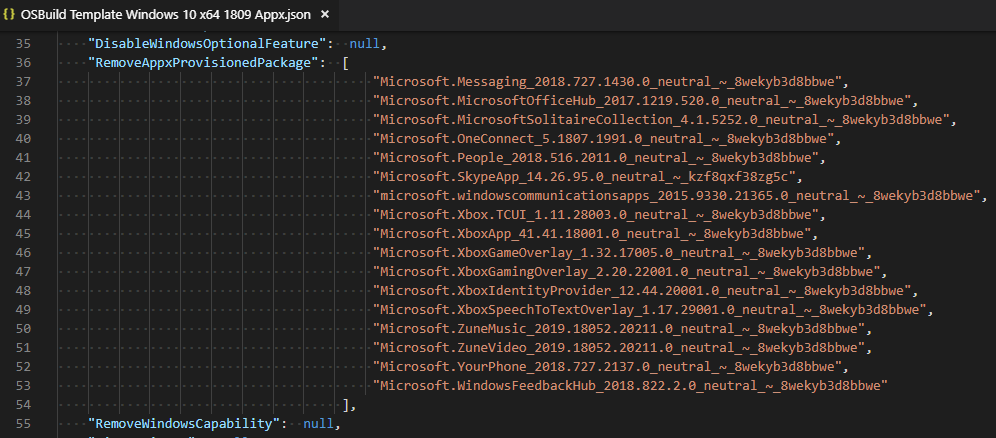 {} OSBuild Template Windows 10 x64 1809 Appx.json ×
35 "DisableWindowsOptionalFeature": null,
36 "RemoveAppxProvisionedPackage": [
37 "Microsoft.Messaging_2018.727.1430.0_neutral_~_8wekyb3d8bbwe",
38 "Microsoft.MicrosoftOfficeHub_2017.1219.520.0_neutral_~_8wekyb3d8bbwe",
39 "Microsoft.MicrosoftSolitaireCollection_4.1.5252.0_neutral_~_8wekyb3d8bbwe",
40 "Microsoft.OneConnect_5.1807.1991.0_neutral_~_8wekyb3d8bbwe",
41 "Microsoft.People_2018.516.2011.0_neutral_~_8wekyb3d8bbwe",
42 "Microsoft.SkypeApp_14.26.95.0_neutral_~_kzf8qxf38zg5c",
43 "microsoft.windowscommunicationsapps_2015.9330.21365.0_neutral_~_8wekyb3d8bbwe",
44 "Microsoft.Xbox.TCUI_1.11.28003.0_neutral_~_8wekyb3d8bbwe",
45 "Microsoft.XboxApp_41.41.18001.0_neutral_~_8wekyb3d8bbwe",
46 "Microsoft.XboxGameOverlay_1.32.17005.0_neutral_~_8wekyb3d8bbwe",
47 "Microsoft.XboxGamingOverlay_2.20.22001.0_neutral_~_8wekyb3d8bbwe",
48 "Microsoft.XboxIdentityProvider_12.44.20001.0_neutral_~_8wekyb3d8bbwe",
49 "Microsoft.XboxSpeechToTextOverlay_1.17.29001.0_neutral_~_8wekyb3d8bbwe",
50 "Microsoft.ZuneMusic_2019.18052.20211.0_neutral_~_8wekyb3d8bbwe",
51 "Microsoft.ZuneVideo_2019.18052.20211.0_neutral_~_8wekyb3d8bbwe",
52 "Microsoft.YourPhone_2018.727.2137.0_neutral_~_8wekyb3d8bbwe",
53 "Microsoft.WindowsFeedbackHub_2018.822.2.0_neutral_~_8wekyb3d8bbwe"
54 ],
55 "RemoveWindowsCapability": null,